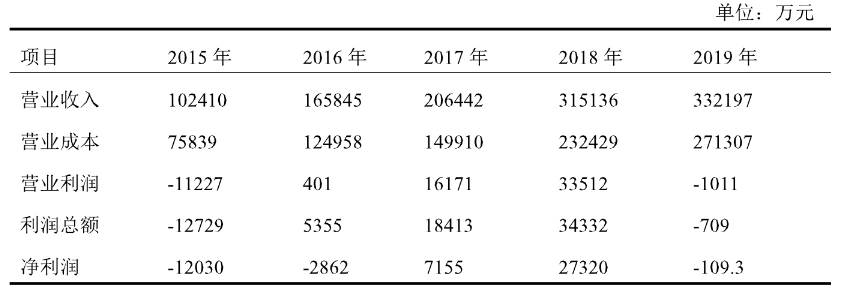 单位：万元
项目 2015 年 2016 年 2017 年 2018 年 2019 年
营业收入 102410 165845 206442 315136 332197
营业成本 75839 124958 149910 232429 271307
营业利润 -11227 401 16171 33512 -1011
利润总额 -12729 5355 18413 34332 -709
净利润 -12030 -2862 7155 27320 -109.3